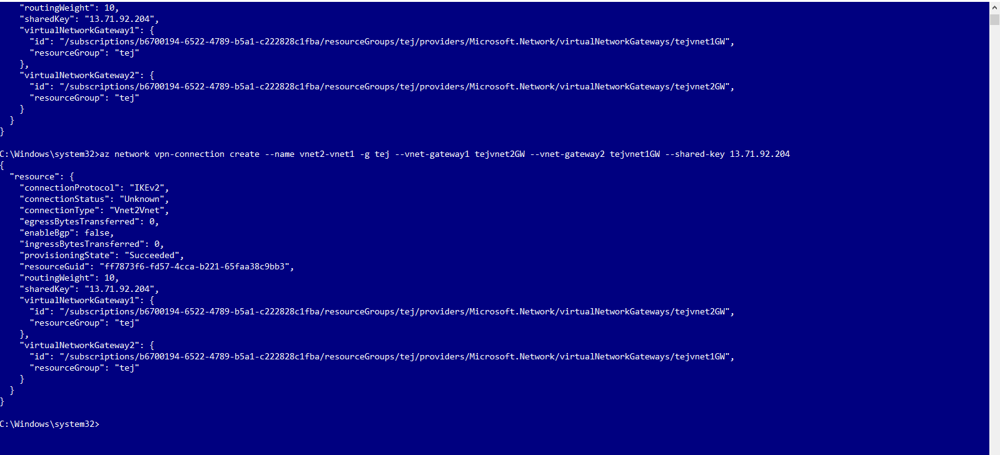 "routingWeight": 10,
    "sharedKey": "13.71.92.204",
    "virtualNetworkGateway1": {
      "id": "/subscriptions/b6700194-6522-4789-b5a1-c222828c1fba/resourceGroups/tej/providers/Microsoft.Network/virtualNetworkGateways/tejvnet1GW",
      "resourceGroup": "tej"
    },
    "virtualNetworkGateway2": {
      "id": "/subscriptions/b6700194-6522-4789-b5a1-c222828c1fba/resourceGroups/tej/providers/Microsoft.Network/virtualNetworkGateways/tejvnet2GW",
      "resourceGroup": "tej"
    }
  }
}
C:\Windows\system32>az network vpn-connection create --name vnet2-vnet1 -g tej --vnet-gateway1 tejvnet2GW --vnet-gateway2 tejvnet1GW --shared-key 13.71.92.204
{
  "resource": {
    "connectionProtocol": "IKEv2",
    "connectionStatus": "Unknown",
    "connectionType": "Vnet2Vnet",
    "egressBytesTransferred": 0,
    "enableBgp": false,
    "ingressBytesTransferred": 0,
    "provisioningState": "Succeeded",
    "resourceGuid": "ff7873f6-fd57-4cca-b221-65faa38c9bb3",
    "routingWeight": 10,
    "sharedKey": "13.71.92.204",
    "virtualNetworkGateway1": {
      "id": "/subscriptions/b6700194-6522-4789-b5a1-c222828c1fba/resourceGroups/tej/providers/Microsoft.Network/virtualNetworkGateways/tejvnet2GW",
      "resourceGroup": "tej"
    },
    "virtualNetworkGateway2": {
      "id": "/subscriptions/b6700194-6522-4789-b5a1-c222828c1fba/resourceGroups/tej/providers/Microsoft.Network/virtualNetworkGateways/tejvnet1GW",
      "resourceGroup": "tej"
    }
  }
}
C:\Windows\system32>